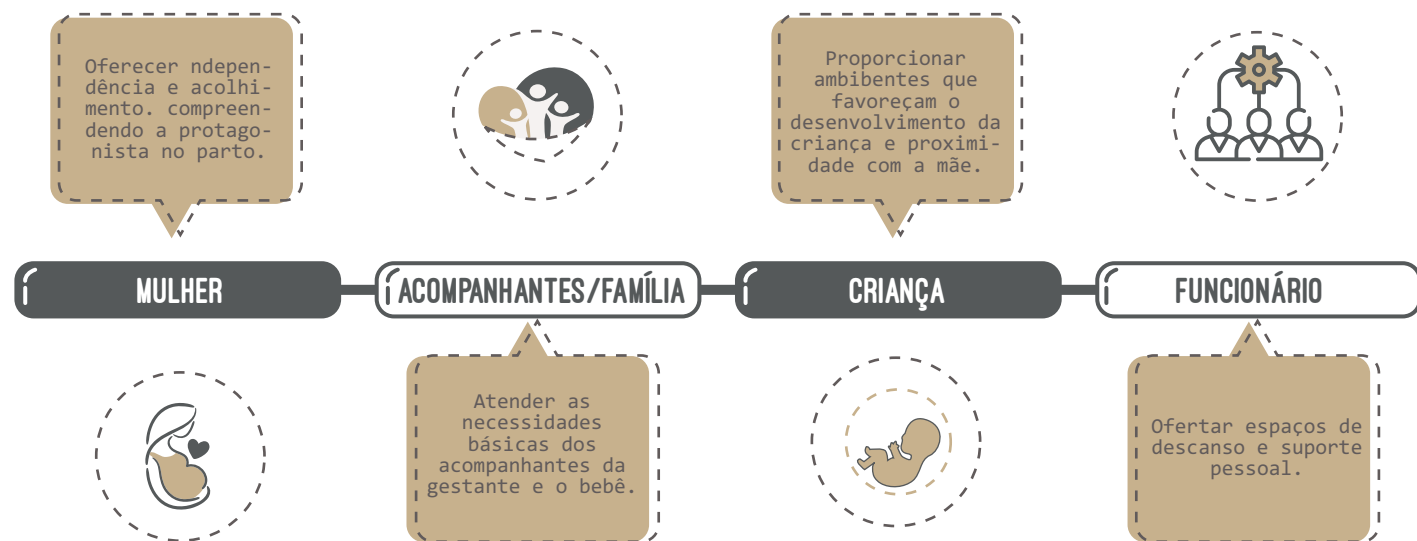 Oferecer ndepen-
dência e acolhi-
mento. compreen-
dendo a protago-
nista no parto.
Proporcionar
ambibentes que
favoreçam o
desenvolvimento da
criança e proximi-
dade com a mãe.
MULHER
ACOMPANHANTES/FAMÍLIA
CRIANÇA
FUNCIONÁRIO
Atender as
necessidades
básicas dos
acompanhantes da
gestante e o bebê.
Ofertar espaços de
descanso e suporte
pessoal.